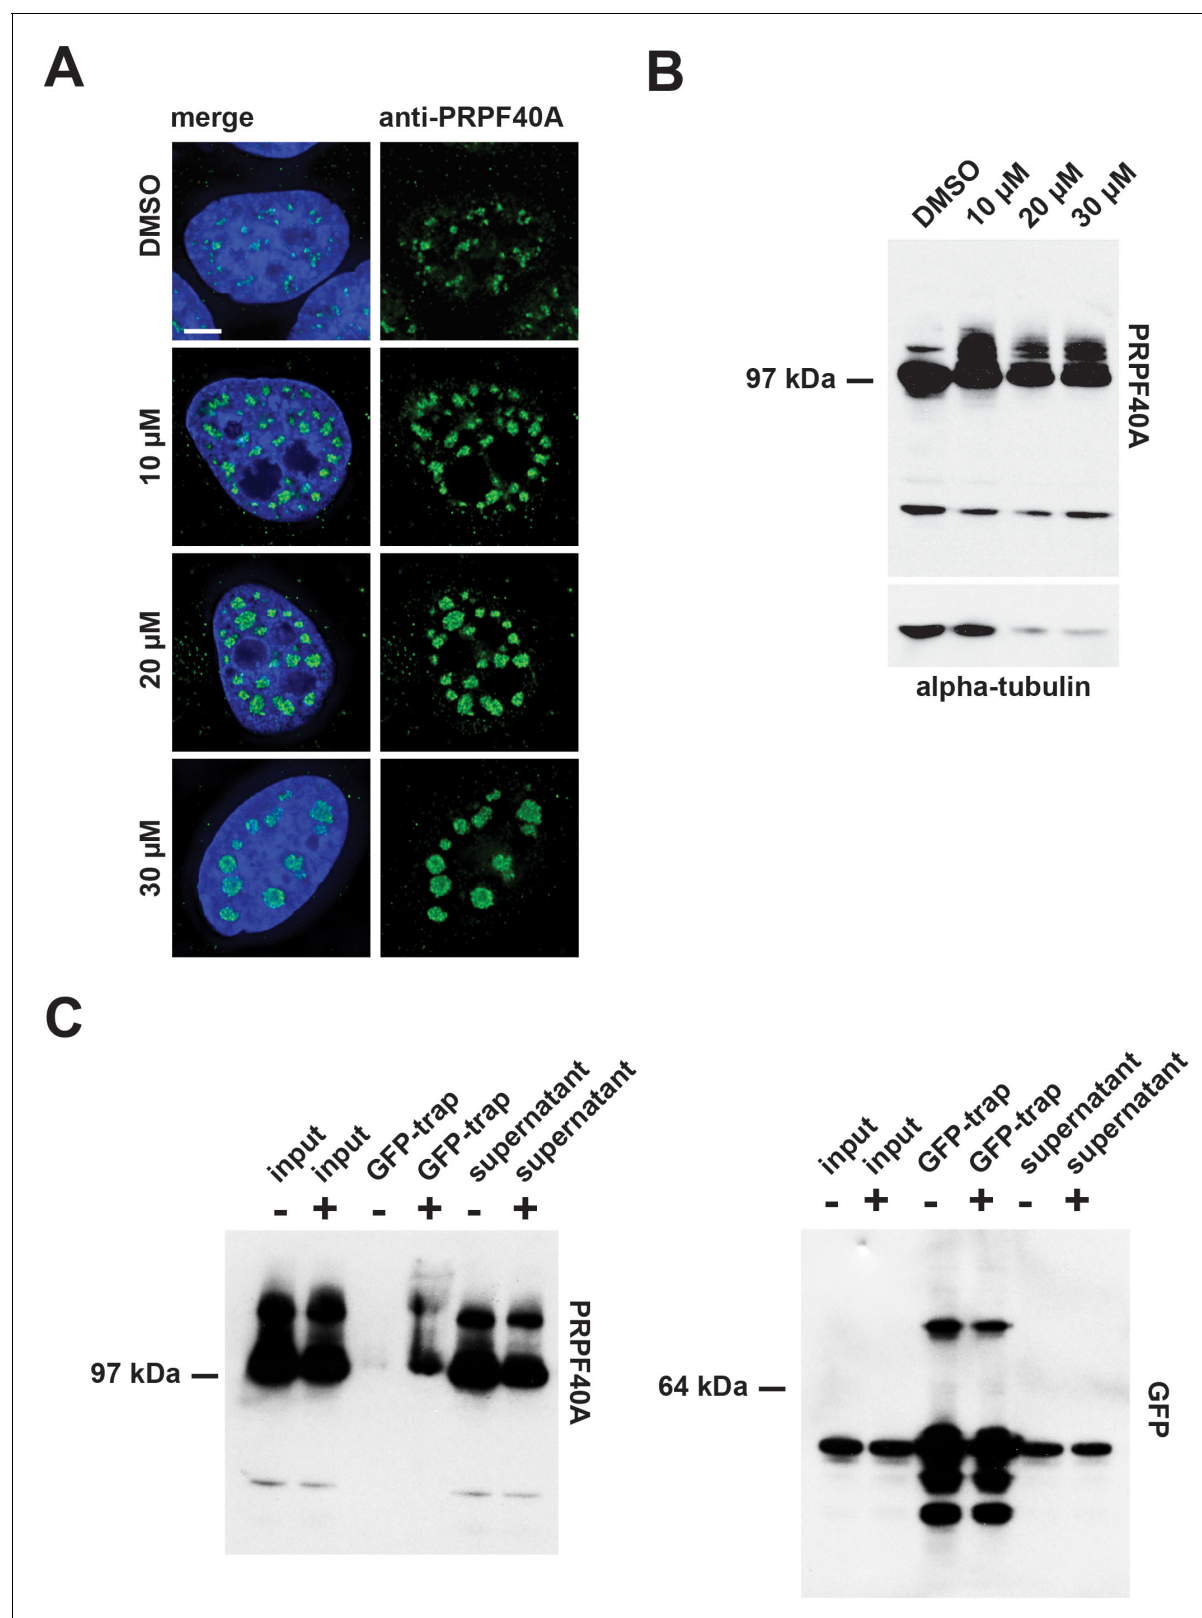 A
merge
anti-PRPF40A
DMSO
10 µM
20 µM
30 µM
B
DMSO
10 µM
20 µM
30 µM
97 kDa
PRPF40A
alpha-tubulin
C
input
input
GFP-trap
GFP-trap
supernatant
supernatant
- + - + - +
97 kDa
PRPF40A
input
input
GFP-trap
GFP-trap
supernatant
supernatant
- + - + - +
64 kDa
GFP